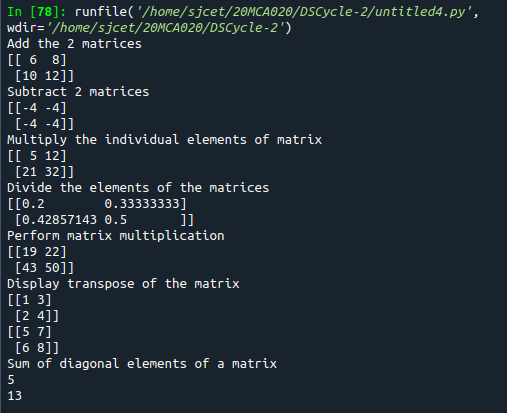 In [78]: runfile('/home/sjcet/20MCA020/DSCycle-2/untitled4.py',
wdir='/home/sjcet/20MCA020/DSCycle-2')
Add the 2 matrices
[[ 6  8]
 [10 12]]
Subtract 2 matrices
[[-4 -4]
 [-4 -4]]
Multiply the individual elements of matrix
[[ 5 12]
 [21 32]]
Divide the elements of the matrices
[[0.2        0.33333333]
 [0.42857143 0.5       ]]
Perform matrix multiplication
[[19 22]
 [43 50]]
Display transpose of the matrix
[[1 3]
 [2 4]]
[[5 7]
 [6 8]]
Sum of diagonal elements of a matrix
5
13